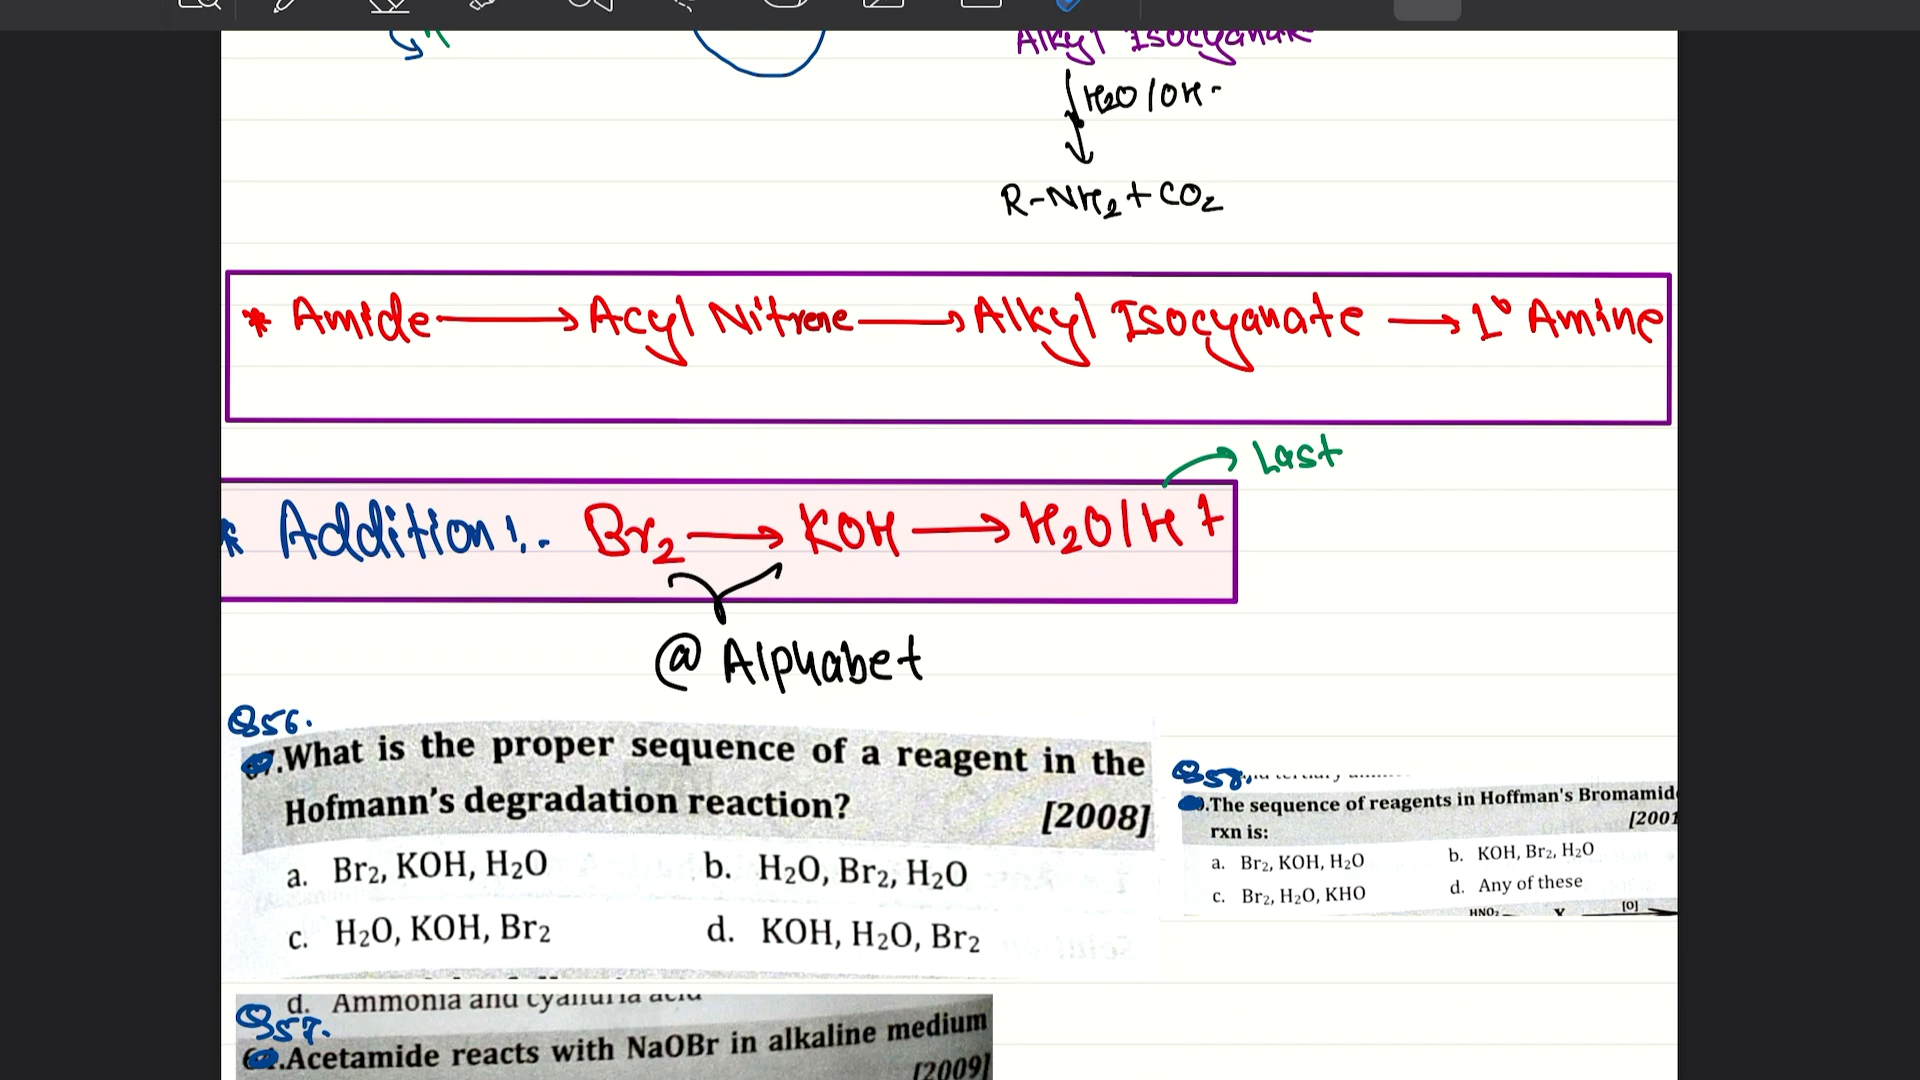 Alkyl Isocyanate
H2O/OH-
R-NH2 + CO2
* Amide → Acyl Nitrene → Alkyl Isocyanate → 1° Amine
Last
* Addition:- Br2 → KOH → H2O/H+
@ Alphabet
Q56.
7.What is the proper sequence of a reagent in the
Hofmann's degradation reaction? [2008]
a. Br2, KOH, H2O b. H2O, Br2, H2O
c. H2O, KOH, Br2 d. KOH, H2O, Br2
Q58.
.The sequence of reagents in Hoffman's Bromamid
rxn is: [2001
a. Br2, KOH, H2O b. KOH, Br2, H2O
c. Br2, H2O, KHO d. Any of these
HNO2 Y [O]
d. Ammonia and
Q57.
.Acetamide reacts with NaOBr in alkaline medium
[2009]